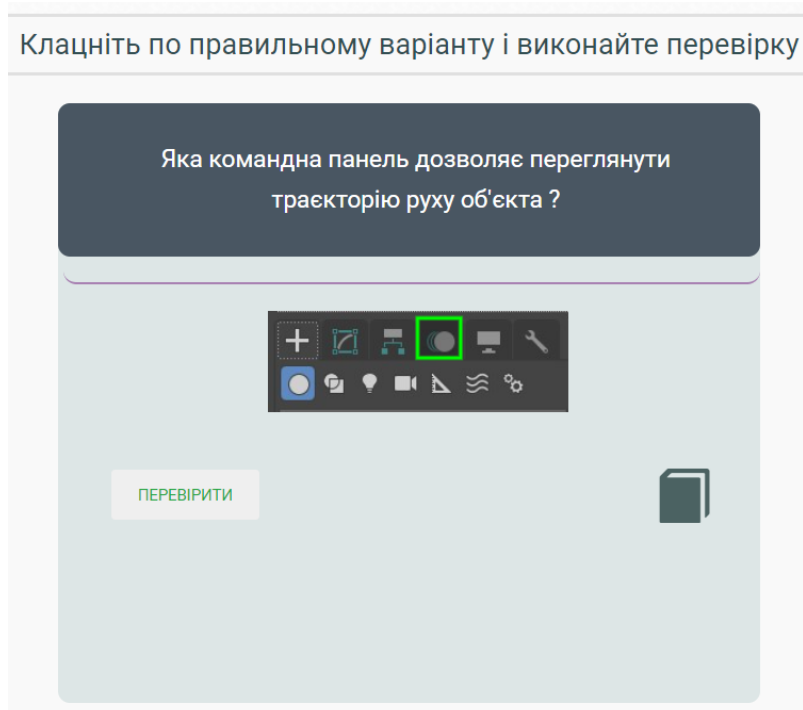 Клацніть по правильному варіанту і виконайте перевірку
Яка командна панель дозволяє переглянути
траєкторію руху об'єкта ?
ПЕРЕВІРИТИ